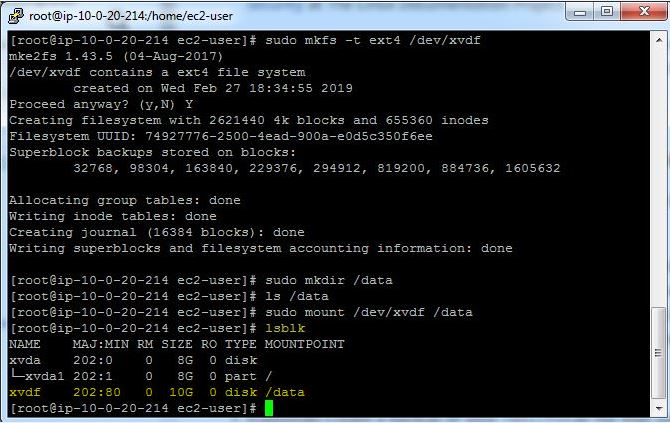 root@ip-10-0-20-214:/home/ec2-user
[root@ip-10-0-20-214 ec2-user]# sudo mkfs -t ext4 /dev/xvdf
mke2fs 1.43.5 (04-Aug-2017)
/dev/xvdf contains a ext4 file system
        created on Wed Feb 27 18:34:55 2019
Proceed anyway? (y,N) Y
Creating filesystem with 2621440 4k blocks and 655360 inodes
Filesystem UUID: 74927776-2500-4ead-900a-e0d5c350f6ee
Superblock backups stored on blocks:
        32768, 98304, 163840, 229376, 294912, 819200, 884736, 1605632
Allocating group tables: done
Writing inode tables: done
Creating journal (16384 blocks): done
Writing superblocks and filesystem accounting information: done
[root@ip-10-0-20-214 ec2-user]# sudo mkdir /data
[root@ip-10-0-20-214 ec2-user]# ls /data
[root@ip-10-0-20-214 ec2-user]# sudo mount /dev/xvdf /data
[root@ip-10-0-20-214 ec2-user]# lsblk
NAME    MAJ:MIN RM SIZE RO TYPE MOUNTPOINT
xvda    202:0    0   8G  0 disk
└─xvda1 202:1    0   8G  0 part /
xvdf    202:80   0  10G  0 disk /data
[root@ip-10-0-20-214 ec2-user]#